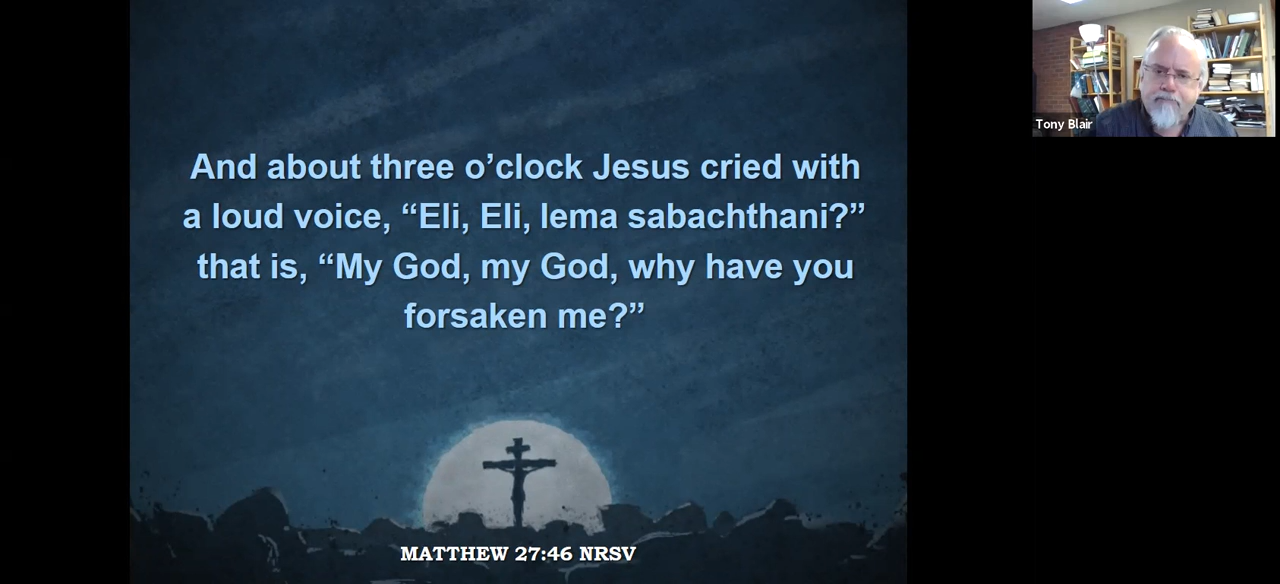 And about three o’clock Jesus cried with
a loud voice, “Eli, Eli, lema sabachthani?”
that is, “My God, my God, why have you
forsaken me?”
MATTHEW 27:46 NRSV
Tony Blair